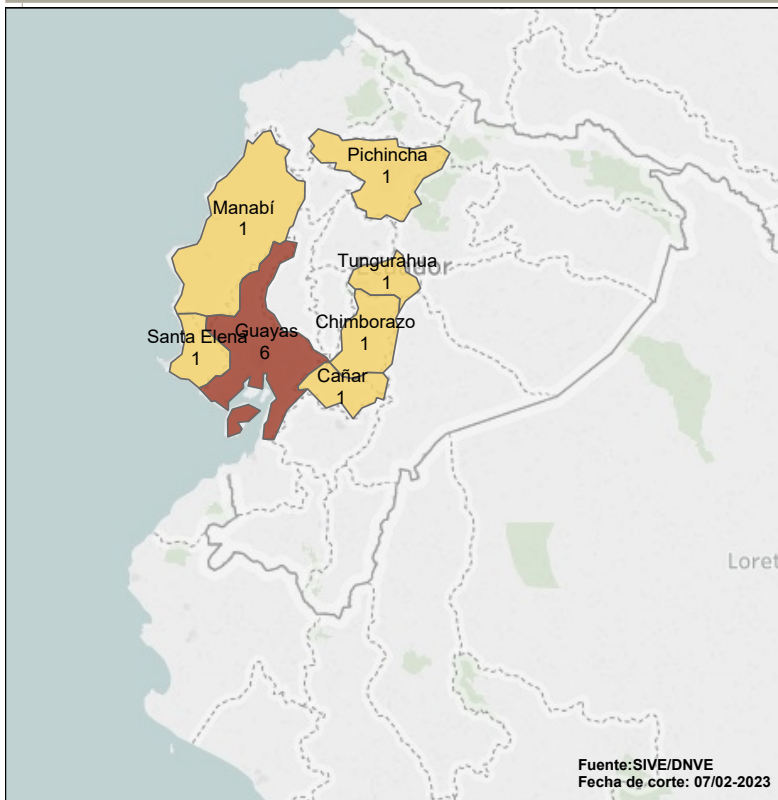 Pichincha
1
Manabí
1
Tungurahua
1
Ecuador
Chimborazo
1
Santa Elena
1
Guayas
6
Cañar
1
Loret
Fuente:SIVE/DNVE
Fecha de corte: 07/02-2023